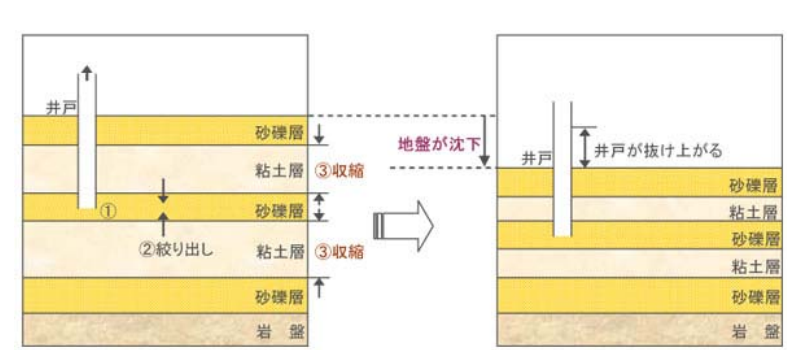 井戸
砂礫層
粘土層 ③収縮
① 砂礫層
②絞り出し
粘土層 ③収縮
砂礫層
岩 盤
地盤が沈下
井戸
井戸が抜け上がる
砂礫層
粘土層
砂礫層
粘土層
砂礫層
岩 盤